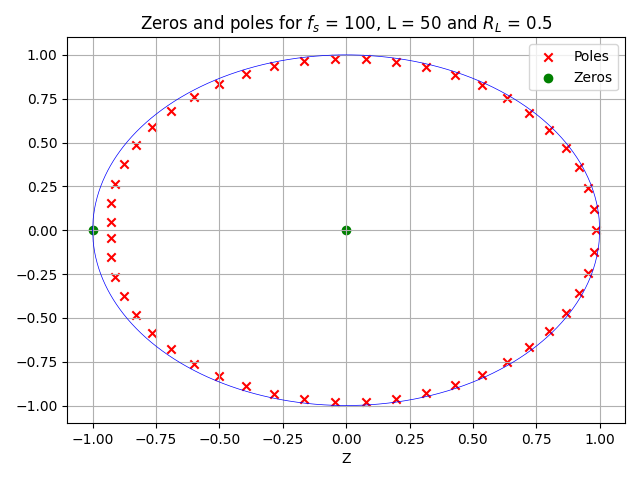 Zeros and poles for $f_s$ = 100, L = 50 and $R_L$ = 0.5
Poles
Zeros
1.00
0.75
0.50
0.25
0.00
−0.25
−0.50
−0.75
−1.00
−1.00 −0.75 −0.50 −0.25 0.00 0.25 0.50 0.75 1.00
Z